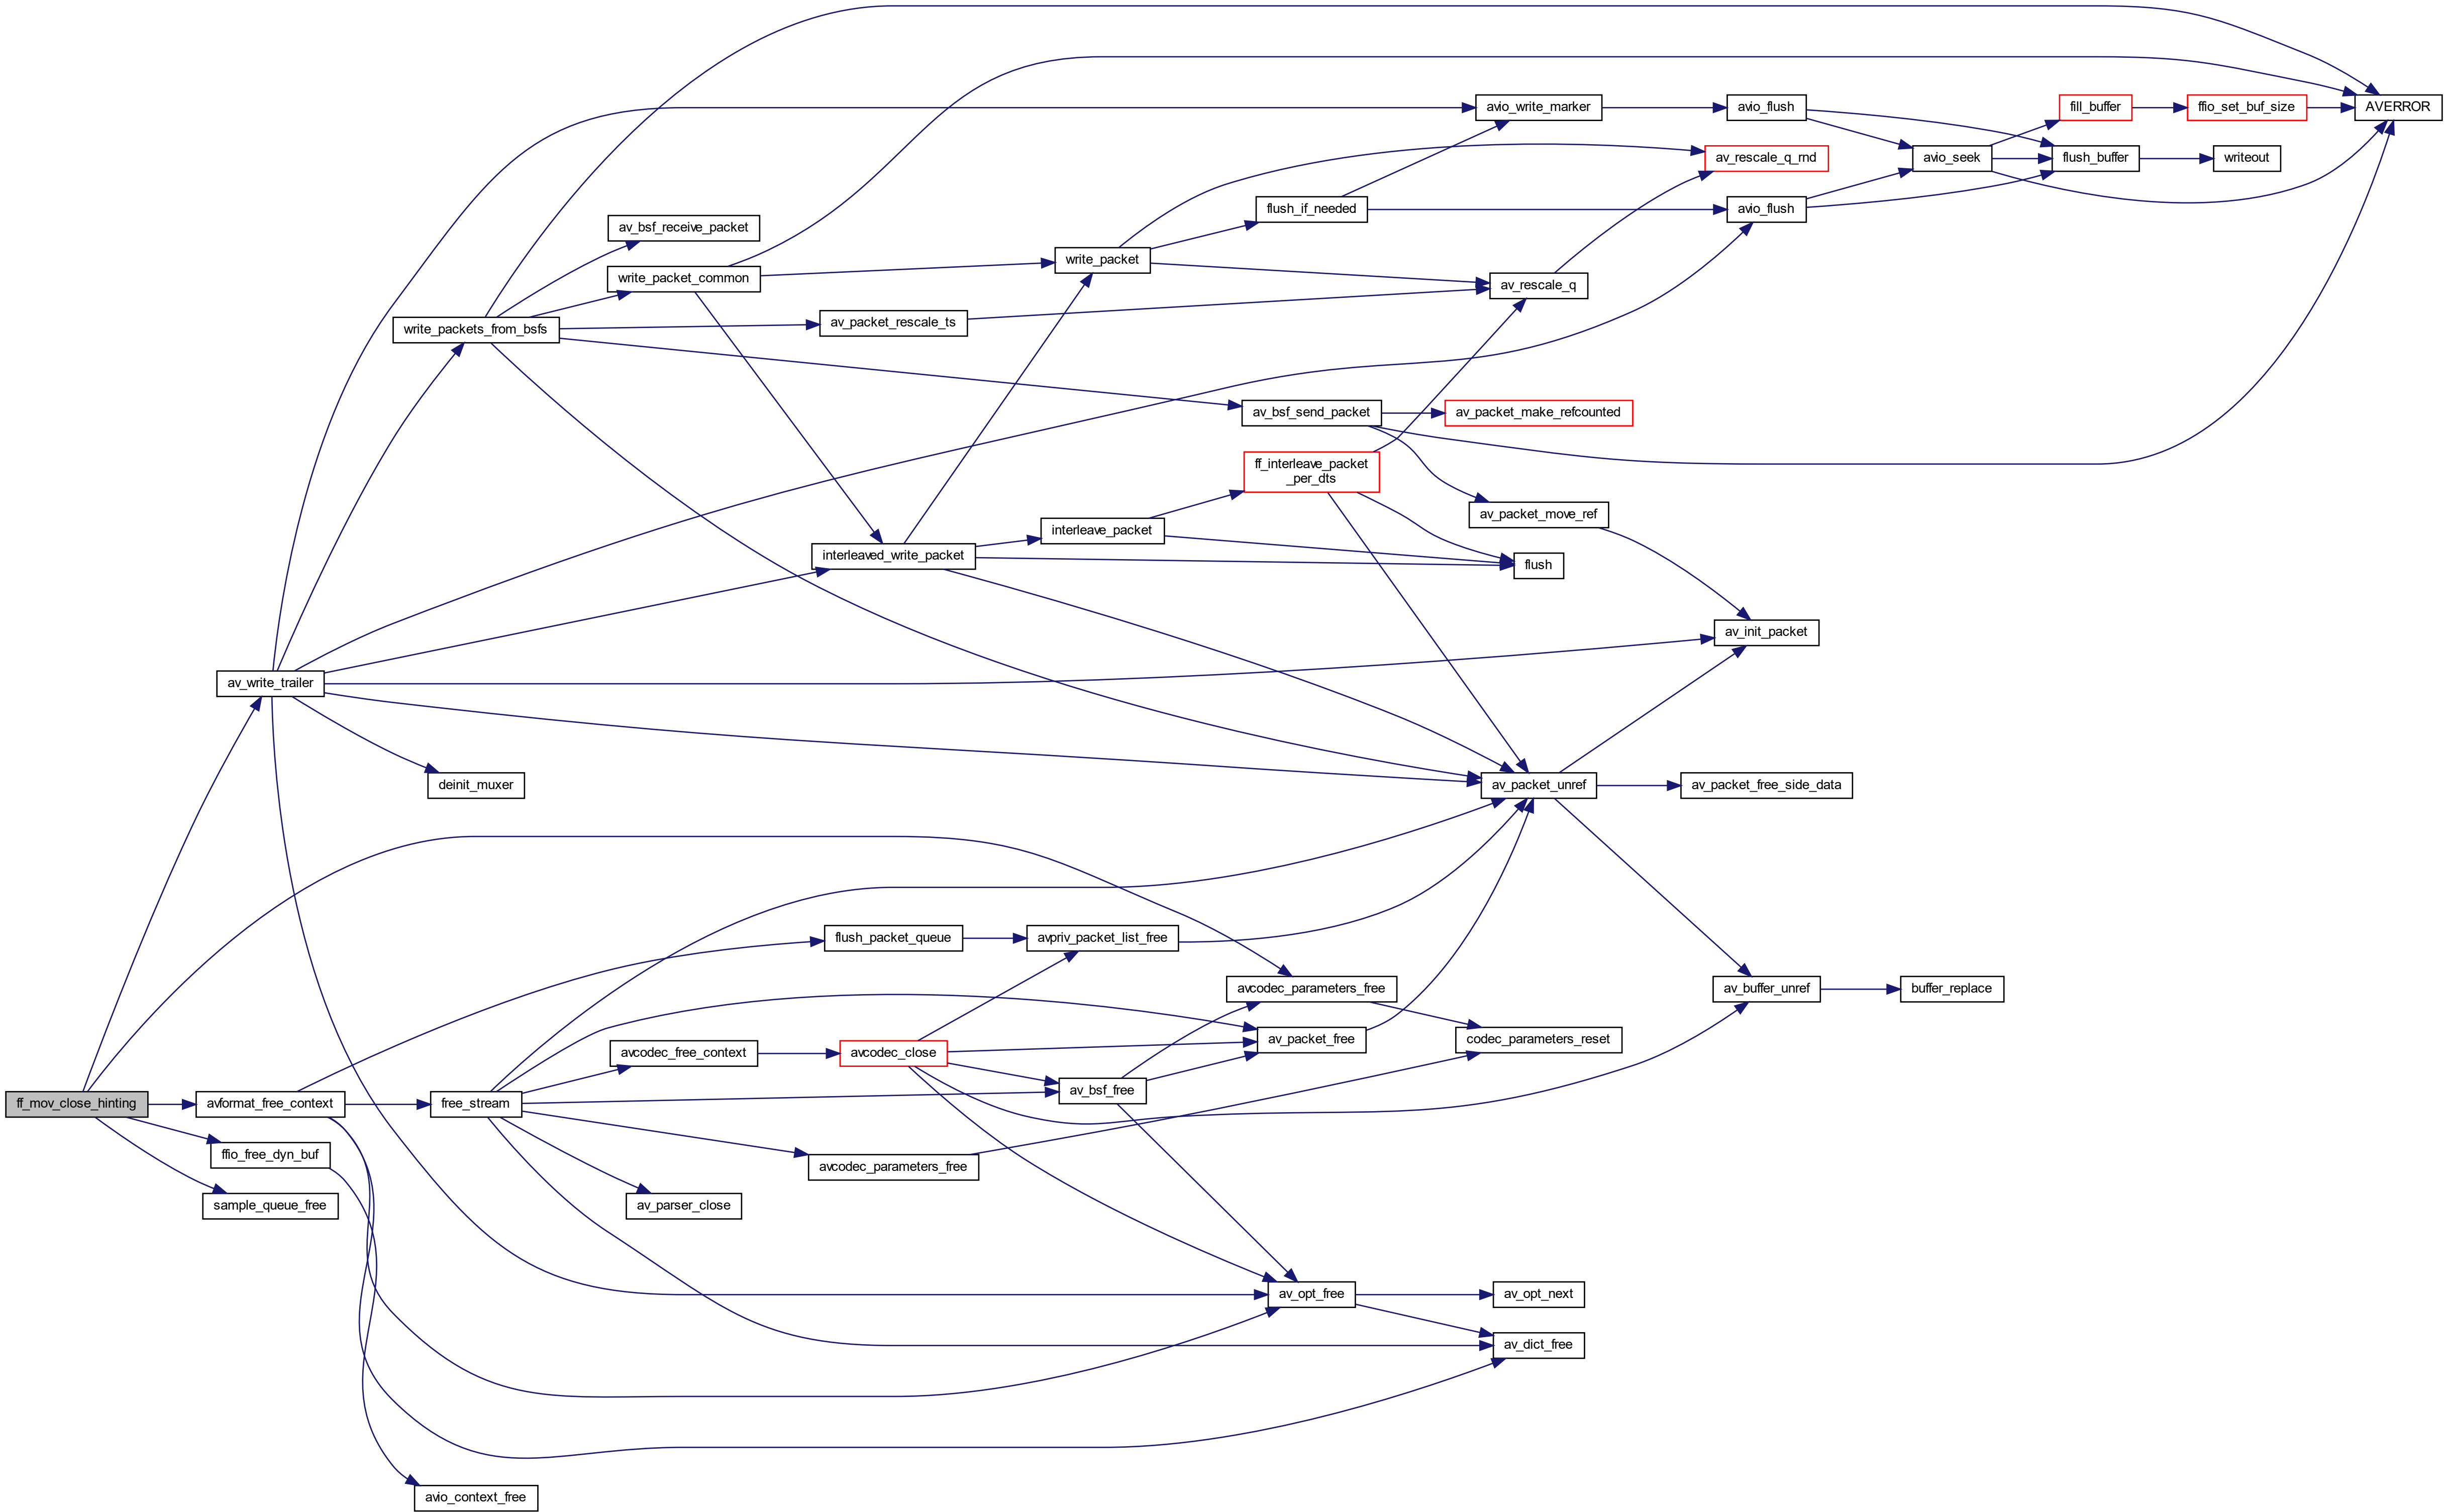 avio_write_marker
avio_flush
fill_buffer
ffio_set_buf_size
AVERROR
avio_seek
flush_buffer
writeout
av_rescale_q_rnd
flush_if_needed
avio_flush
av_bsf_receive_packet
write_packet
write_packet_common
av_rescale_q
av_packet_rescale_ts
write_packets_from_bsfs
av_bsf_send_packet
av_packet_make_refcounted
ff_interleave_packet
_per_dts
av_packet_move_ref
interleave_packet
interleaved_write_packet
flush
av_init_packet
av_write_trailer
deinit_muxer
av_packet_unref
av_packet_free_side_data
flush_packet_queue
avpriv_packet_list_free
avcodec_parameters_free
av_buffer_unref
buffer_replace
avcodec_free_context
avcodec_close
av_packet_free
codec_parameters_reset
av_bsf_free
ff_mov_close_hinting
avformat_free_context
free_stream
ffio_free_dyn_buf
avcodec_parameters_free
sample_queue_free
av_parser_close
av_opt_free
av_opt_next
av_dict_free
avio_context_free